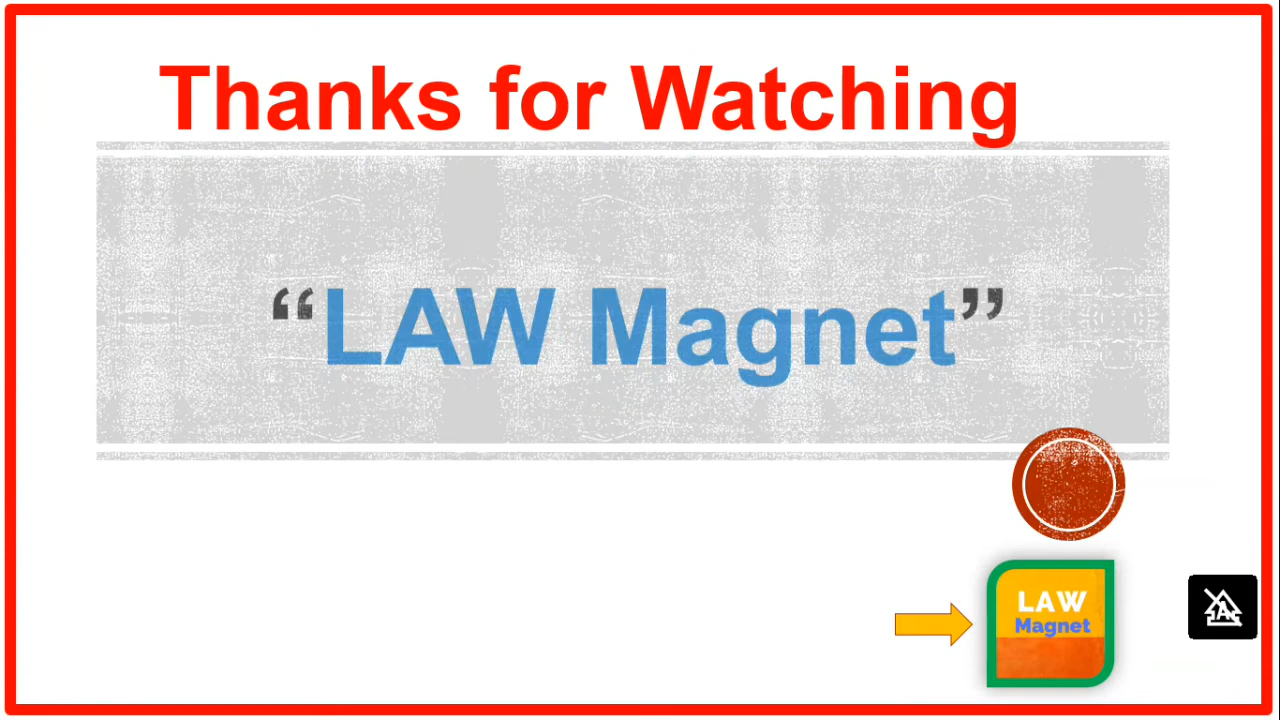 Thanks for Watching
“LAW Magnet”
LAW
Magnet
A